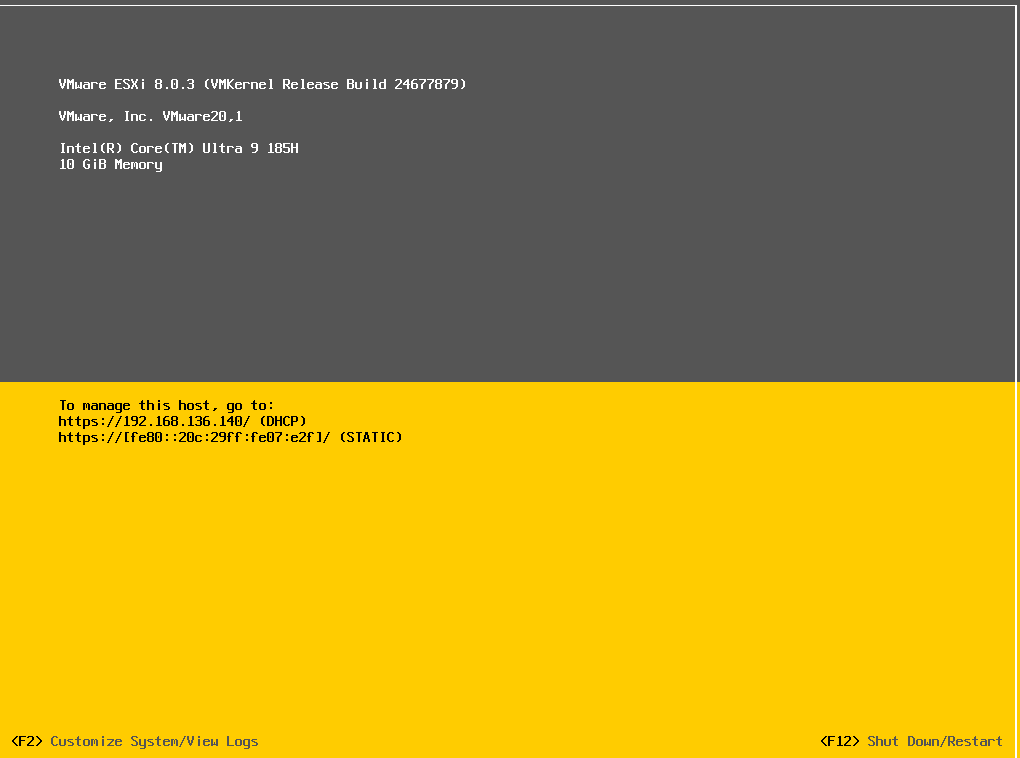 VMware ESXi 8.0.3 (VMKernel Release Build 24677879)
VMware, Inc. VMware20,1
Intel(R) Core(TM) Ultra 9 185H
10 GiB Memory
To manage this host, go to:
https://192.168.136.140/ (DHCP)
https://[fe80::20c:29ff:fe07:e2f]/ (STATIC)
<F2> Customize System/View Logs
<F12> Shut Down/Restart